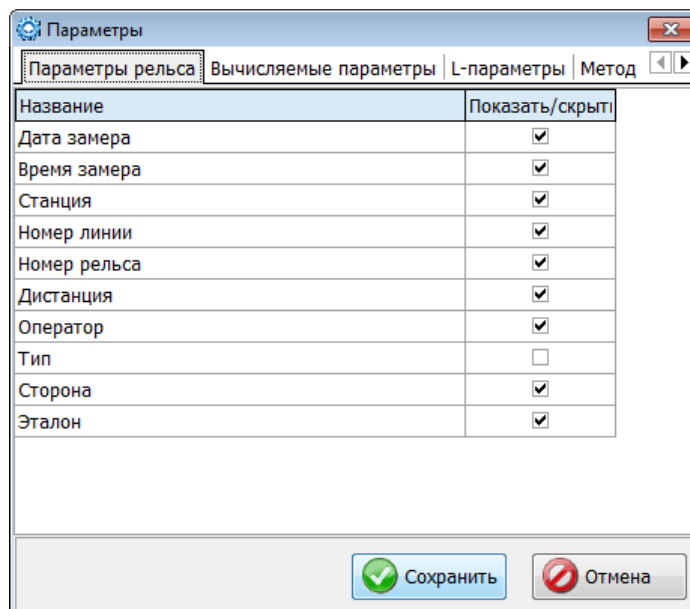 Параметры
Параметры рельса Вычисляемые параметры L-параметры Метод
Название Показать/скрыть
Дата замера
Время замера
Станция
Номер линии
Номер рельса
Дистанция
Оператор
Тип
Сторона
Эталон
Сохранить Отмена